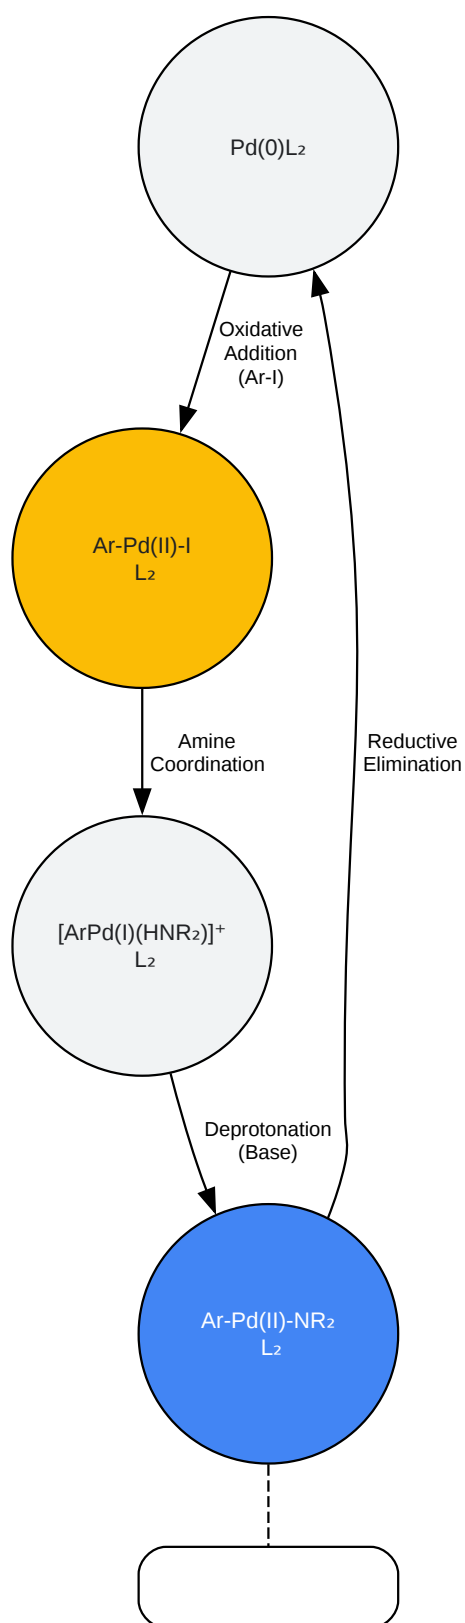 Pd(0)L₂
Oxidative
Addition
(Ar-I)
Ar-Pd(II)-I
L₂
Amine
Coordination
Reductive
Elimination
[ArPd(I)(HNR₂)]⁺
L₂
Deprotonation
(Base)
Ar-Pd(II)-NR₂
L₂